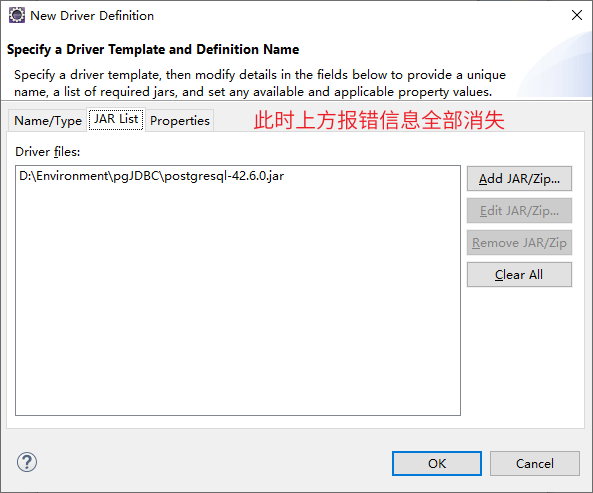 New Driver Definition
Specify a Driver Template and Definition Name
Specify a driver template, then modify details in the fields below to provide a unique
name, a list of required jars, and set any available and applicable property values.
Name/Type JAR List Properties
此时上方报错信息全部消失
Driver files:
D:\Environment\pgJDBC\postgresql-42.6.0.jar
Add JAR/Zip...
Edit JAR/Zip...
Remove JAR/Zip
Clear All
?
OK Cancel